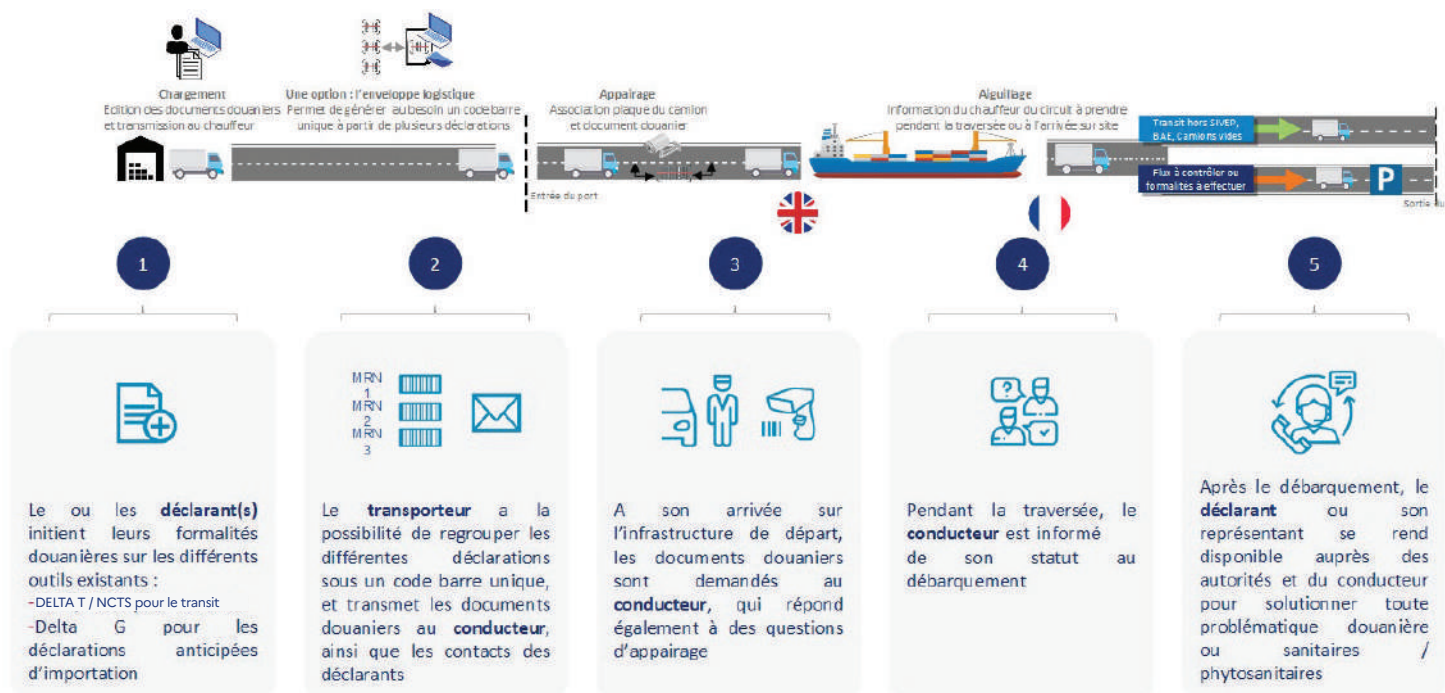 Chargement
Edition des documents douaniers
et transmission au chauffeur
Une option : l'enveloppe logistique
Permet de générer au besoin un code barre
unique à partir de plusieurs déclarations
Appairage
Association plaque du camion
et document douanier
Aiguillage
Information du chauffeur du circuit à prendre
pendant la traversée ou à l'arrivée sur site
Transit hors SIVEP,
BAE, Camions vides
Flux à contrôler ou
formalités à effectuer
P
Entrée du port
Sortie du
1
2
3
4
5
Le ou les déclarant(s)
initient leurs formalités
douanières sur les différents
outils existants :
-DELTA T / NCTS pour le transit
-Delta G pour les
déclarations anticipées
d'importation
MRN
1
MRN
2
MRN
3
Le transporteur a la
possibilité de regrouper les
différentes déclarations
sous un code barre unique,
et transmet les documents
douaniers au conducteur,
ainsi que les contacts des
déclarants
A son arrivée sur
l'infrastructure de départ,
les documents douaniers
sont demandés au
conducteur, qui répond
également à des questions
d'appairage
Pendant la traversée, le
conducteur est informé
de son statut au
débarquement
Après le débarquement, le
déclarant ou son
représentant se rend
disponible auprès des
autorités et du conducteur
pour solutionner toute
problématique douanière
ou sanitaires /
phytosanitaires